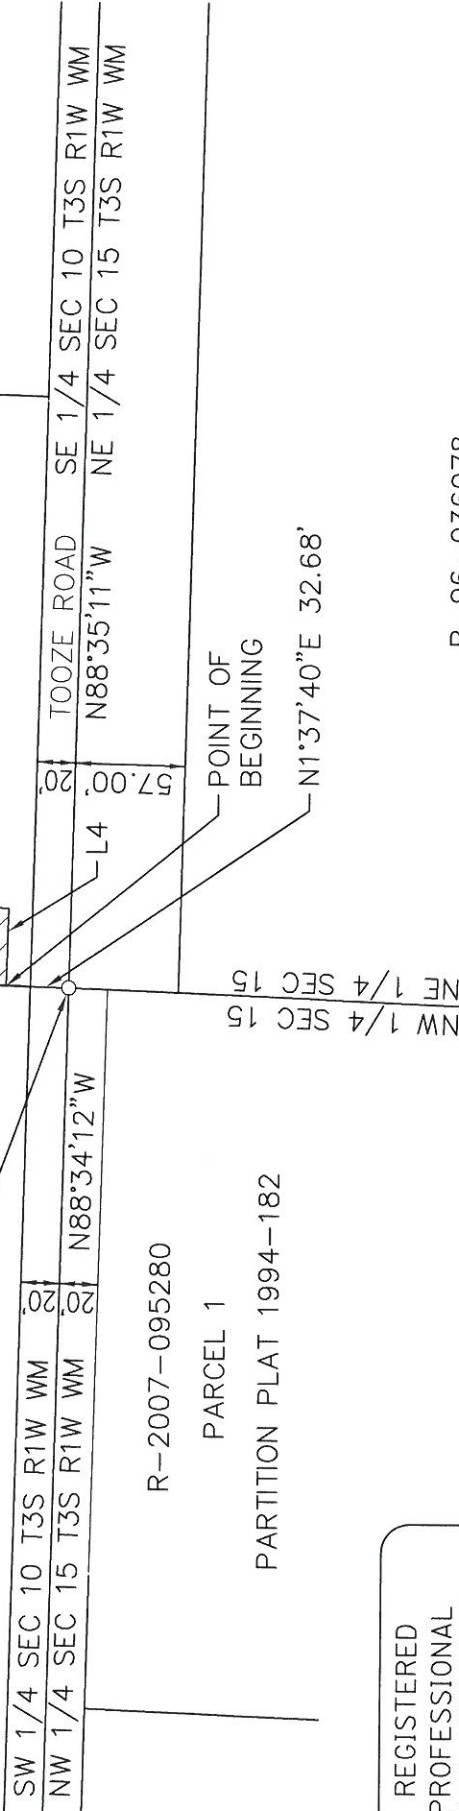 SW 1/4 SEC 10 T3S R1W WM
NW 1/4 SEC 15 T3S R1W WM
20'
20'
N88°34'12"W
TOOZE ROAD
SE 1/4 SEC 10 T3S R1W WM
NE 1/4 SEC 15 T3S R1W WM
N88°35'11"W
20'
57.00'
L4
POINT OF
BEGINNING
N1°37'40"E 32.68'
NW 1/4 SEC 15
NE 1/4 SEC 15
R-2007-095280
PARCEL 1
PARTITION PLAT 1994-182
REGISTERED
PROFESSIONAL